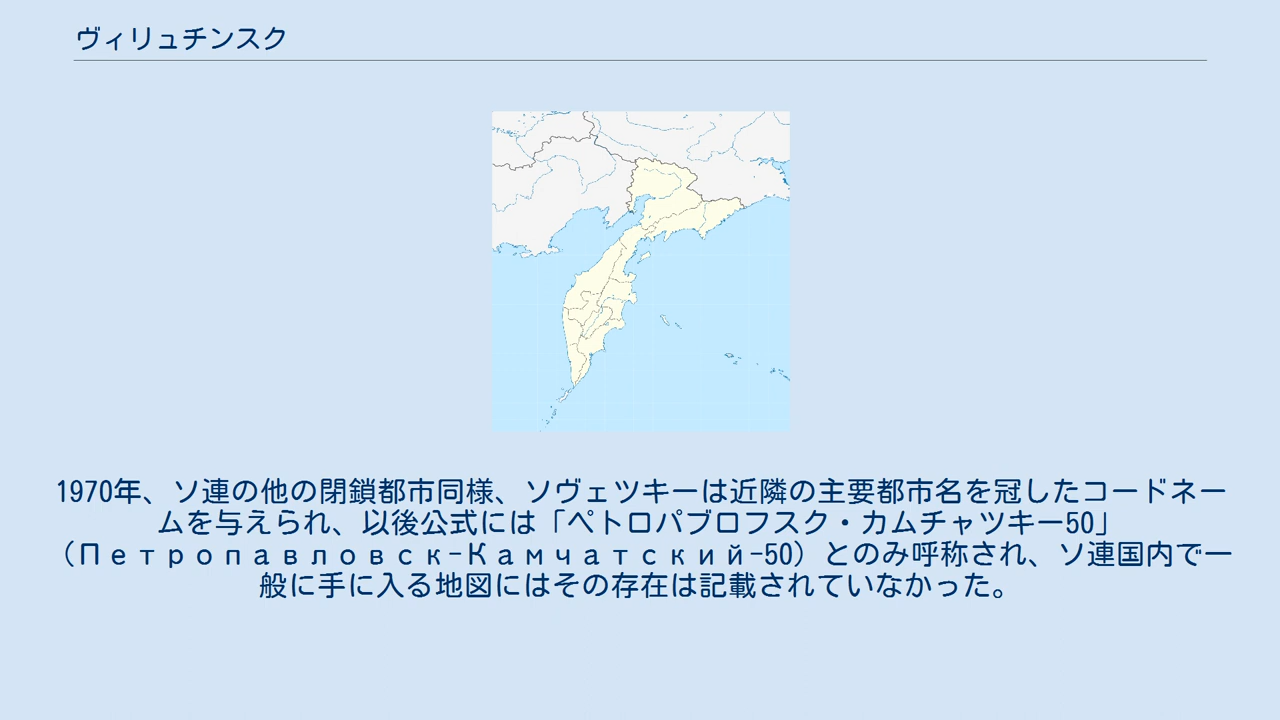 ヴィリュチンスク
1970年、ソ連の他の閉鎖都市同様、ソヴェツキーは近隣の主要都市名を冠したコードネー
ムを与えられ、以後公式には「ペトロパブロフスク・カムチャツキー50」
（Петропавловск-Камчатский-50）とのみ呼称され、ソ連国内で一
般に手に入る地図にはその存在は記載されていなかった。